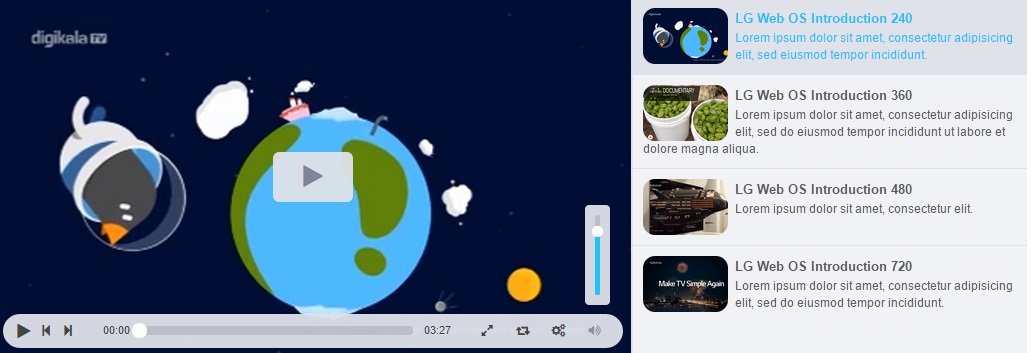 digikala TV
00:00
03:27
LG Web OS Introduction 240
Lorem ipsum dolor sit amet, consectetur adipisicing
elit, sed eiusmod tempor incididunt.
LG Web OS Introduction 360
Lorem ipsum dolor sit amet, consectetur adipisicing
elit, sed do eiusmod tempor incididunt ut labore et
dolore magna aliqua.
DOCUMENTARY
LG Web OS Introduction 480
Lorem ipsum dolor sit amet, consectetur elit.
LG Web OS Introduction 720
Lorem ipsum dolor sit amet, consectetur adipisicing
elit, sed do eiusmod tempor incididunt.
Make TV Simple Again